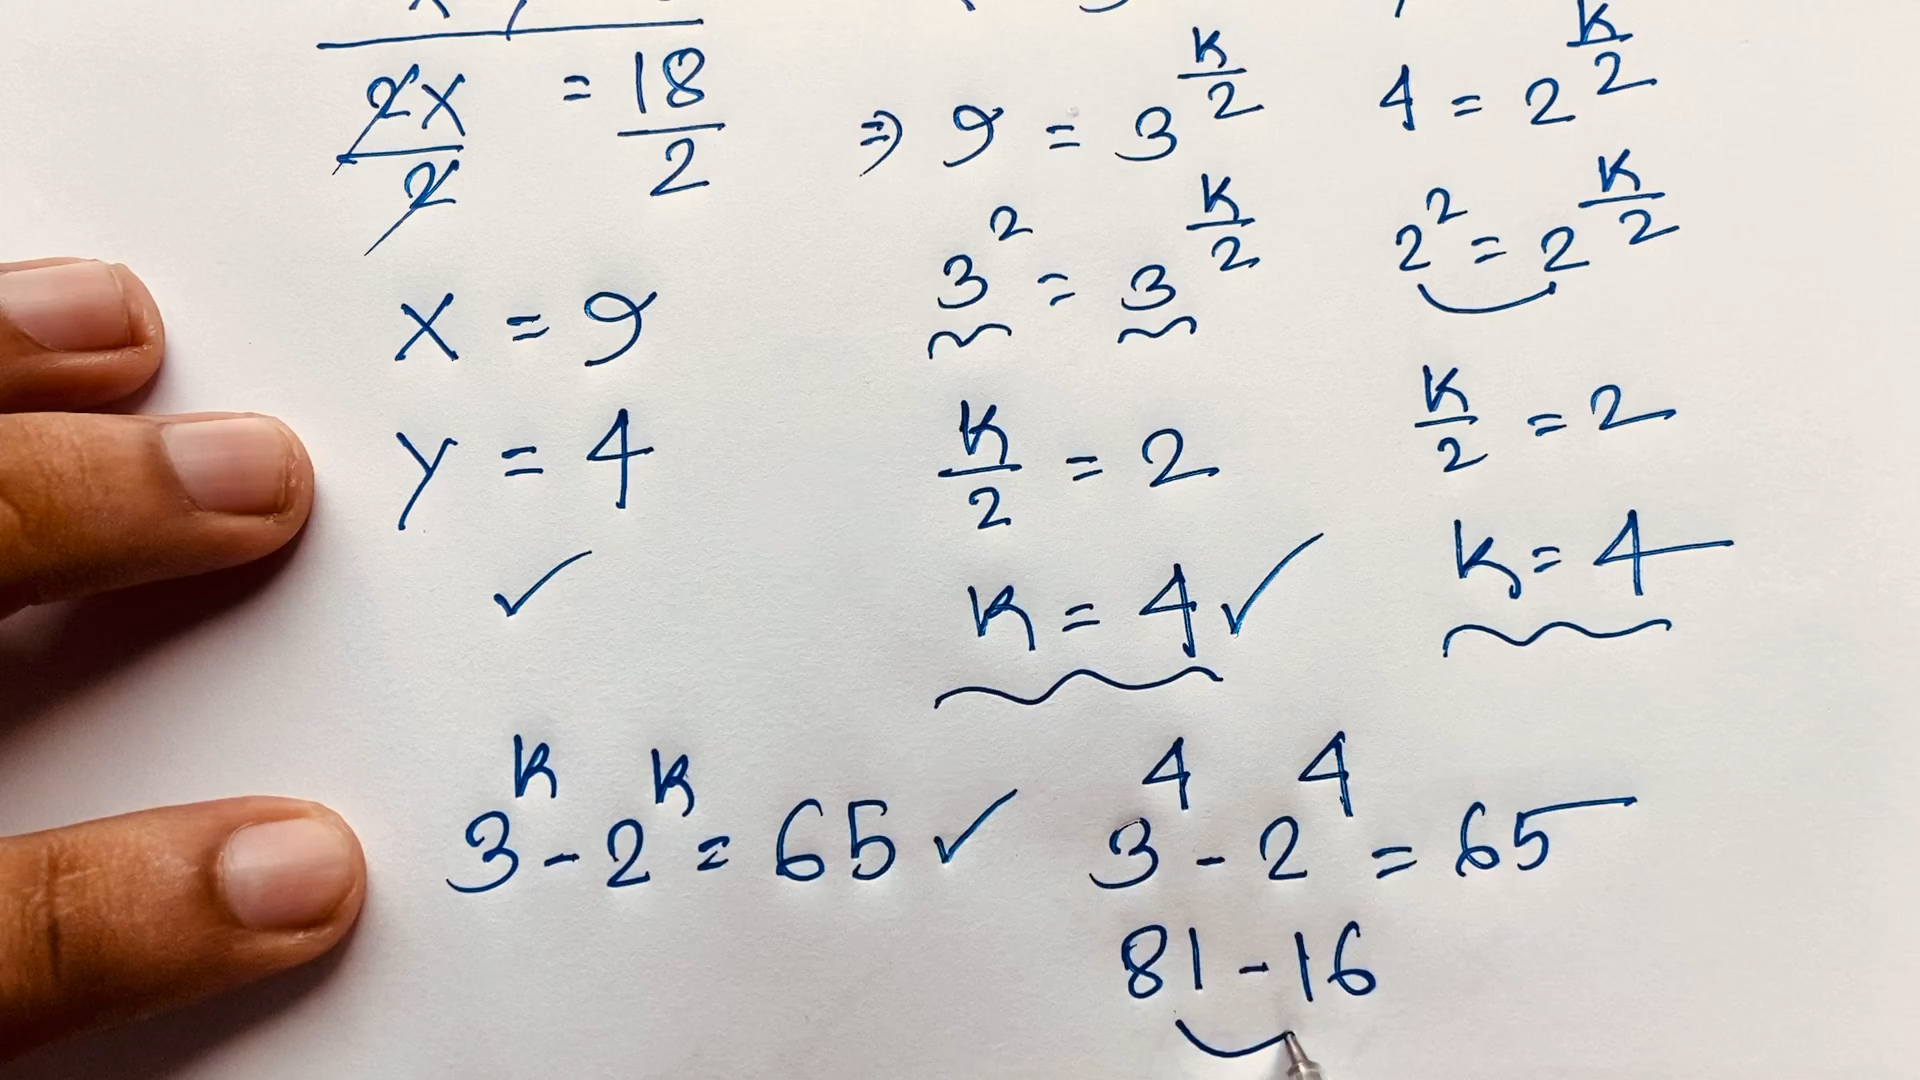 2x/2 = 18/2
x = 9
y = 4
✓
⇒ 9 = 3^(k/2)
3^2 = 3^(k/2)
k/2 = 2
k = 4 ✓
4 = 2^(k/2)
2^2 = 2^(k/2)
k/2 = 2
k = 4
3^k - 2^k = 65 ✓
3^4 - 2^4 = 65
81 - 16